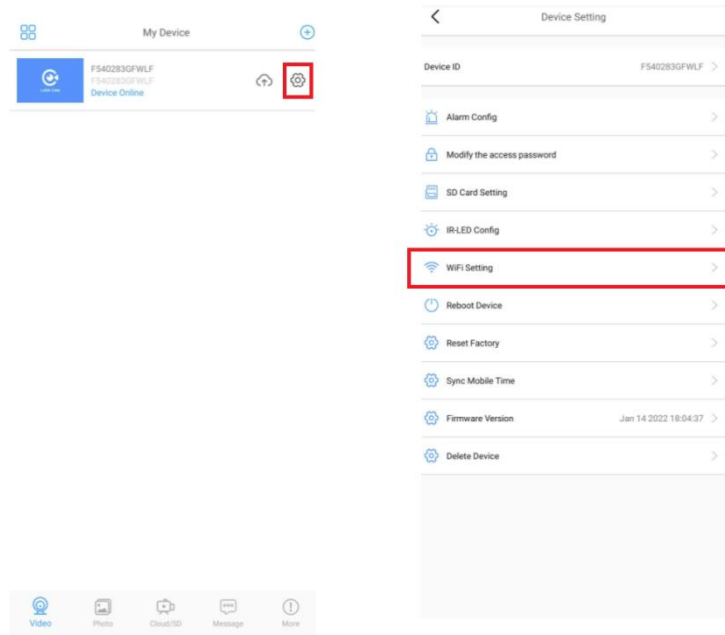 My Device
F540283GFWLF
F540283GFWLF
Device Online
Video
Photo
Cloud/SD
Message
More
Device Setting
Device ID
F540283GFWLF
Alarm Config
Modify the access password
SD Card Setting
IR-LED Config
WiFi Setting
Reboot Device
Reset Factory
Sync Mobile Time
Firmware Version
Jan 14 2022 18:04:37
Delete Device